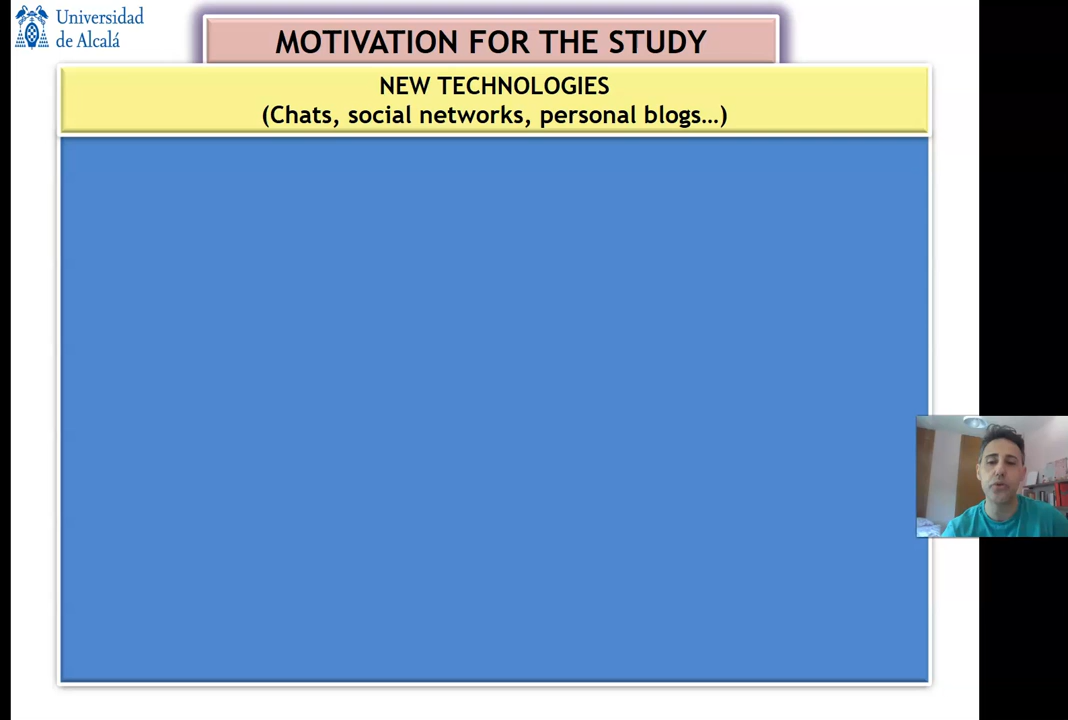 Universidad
de Alcalá
MOTIVATION FOR THE STUDY
NEW TECHNOLOGIES
(Chats, social networks, personal blogs…)